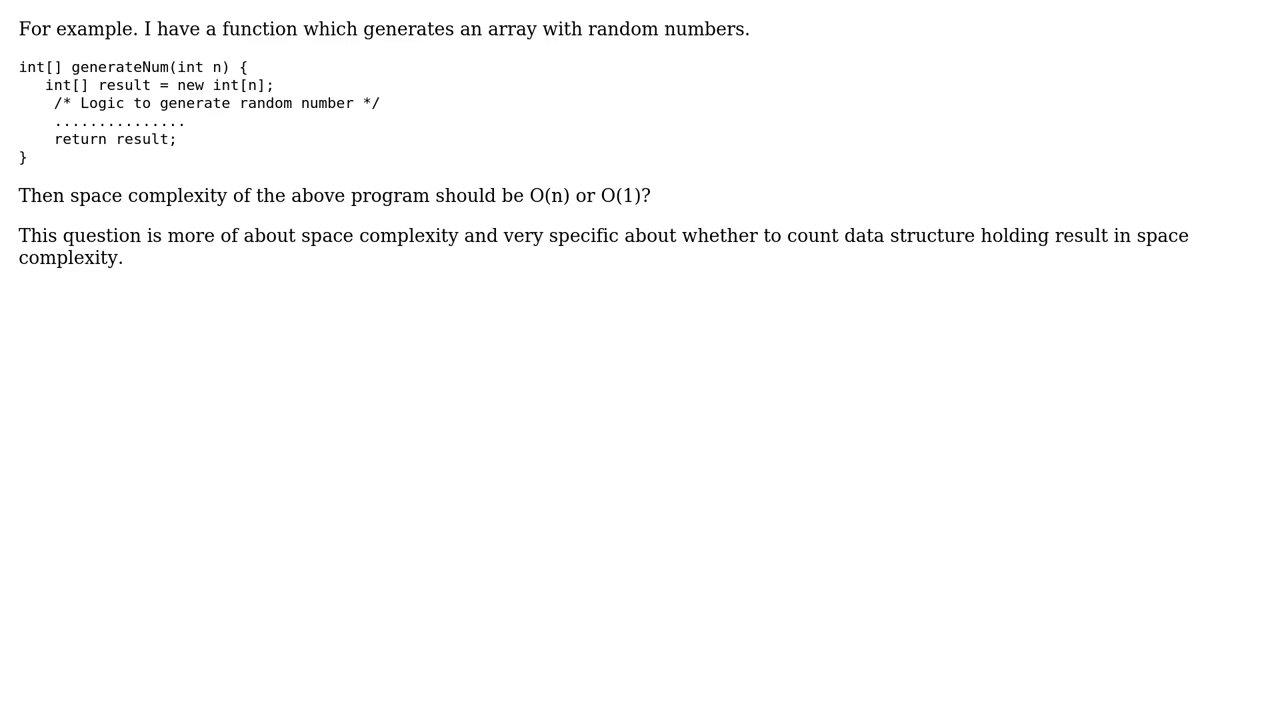 For example. I have a function which generates an array with random numbers.
int[] generateNum(int n) {
   int[] result = new int[n];
    /* Logic to generate random number */
    ...............
    return result;
}
Then space complexity of the above program should be O(n) or O(1)?
This question is more of about space complexity and very specific about whether to count data structure holding result in space
complexity.